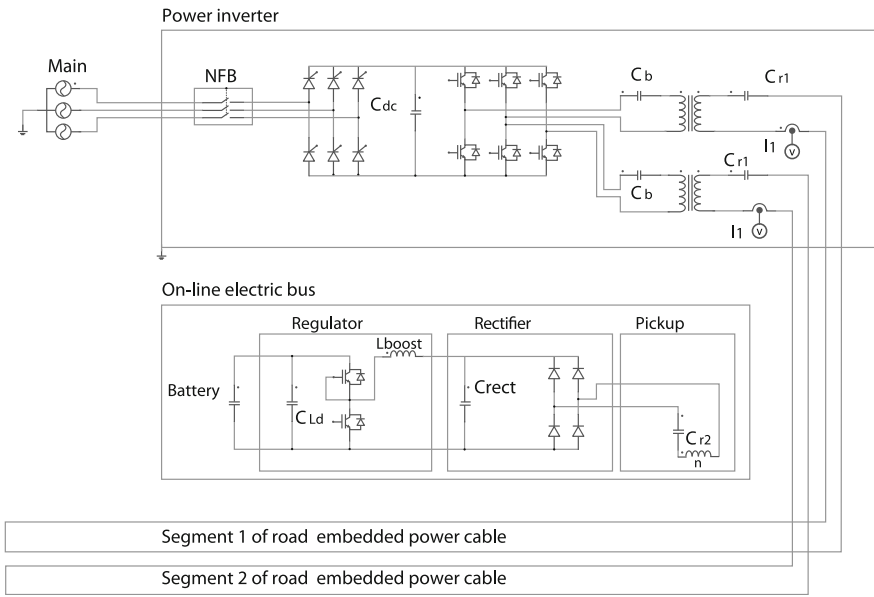 Power inverter
Main
NFB
Cdc
Cb
Cr1
I1
v
Cr1
Cb
I1
v
On-line electric bus
Regulator
Rectifier
Pickup
Lboost
Battery
CLd
Crect
Cr2
n
Segment 1 of road embedded power cable
Segment 2 of road embedded power cable